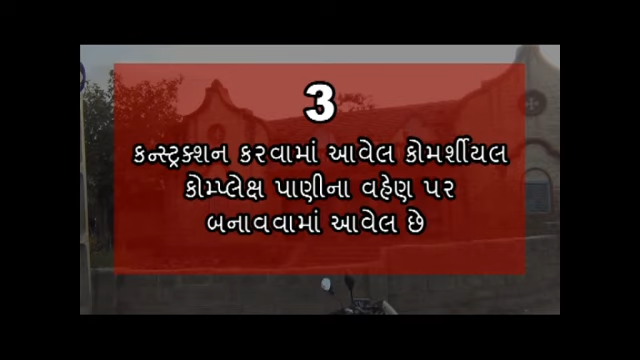 3
કન્સ્ટ્રક્શન કરવામાં આવેલ કોમર્શીયલ
કોમ્પ્લેક્ષ પાણીના વહેણ પર
બનાવવામાં આવેલ છે